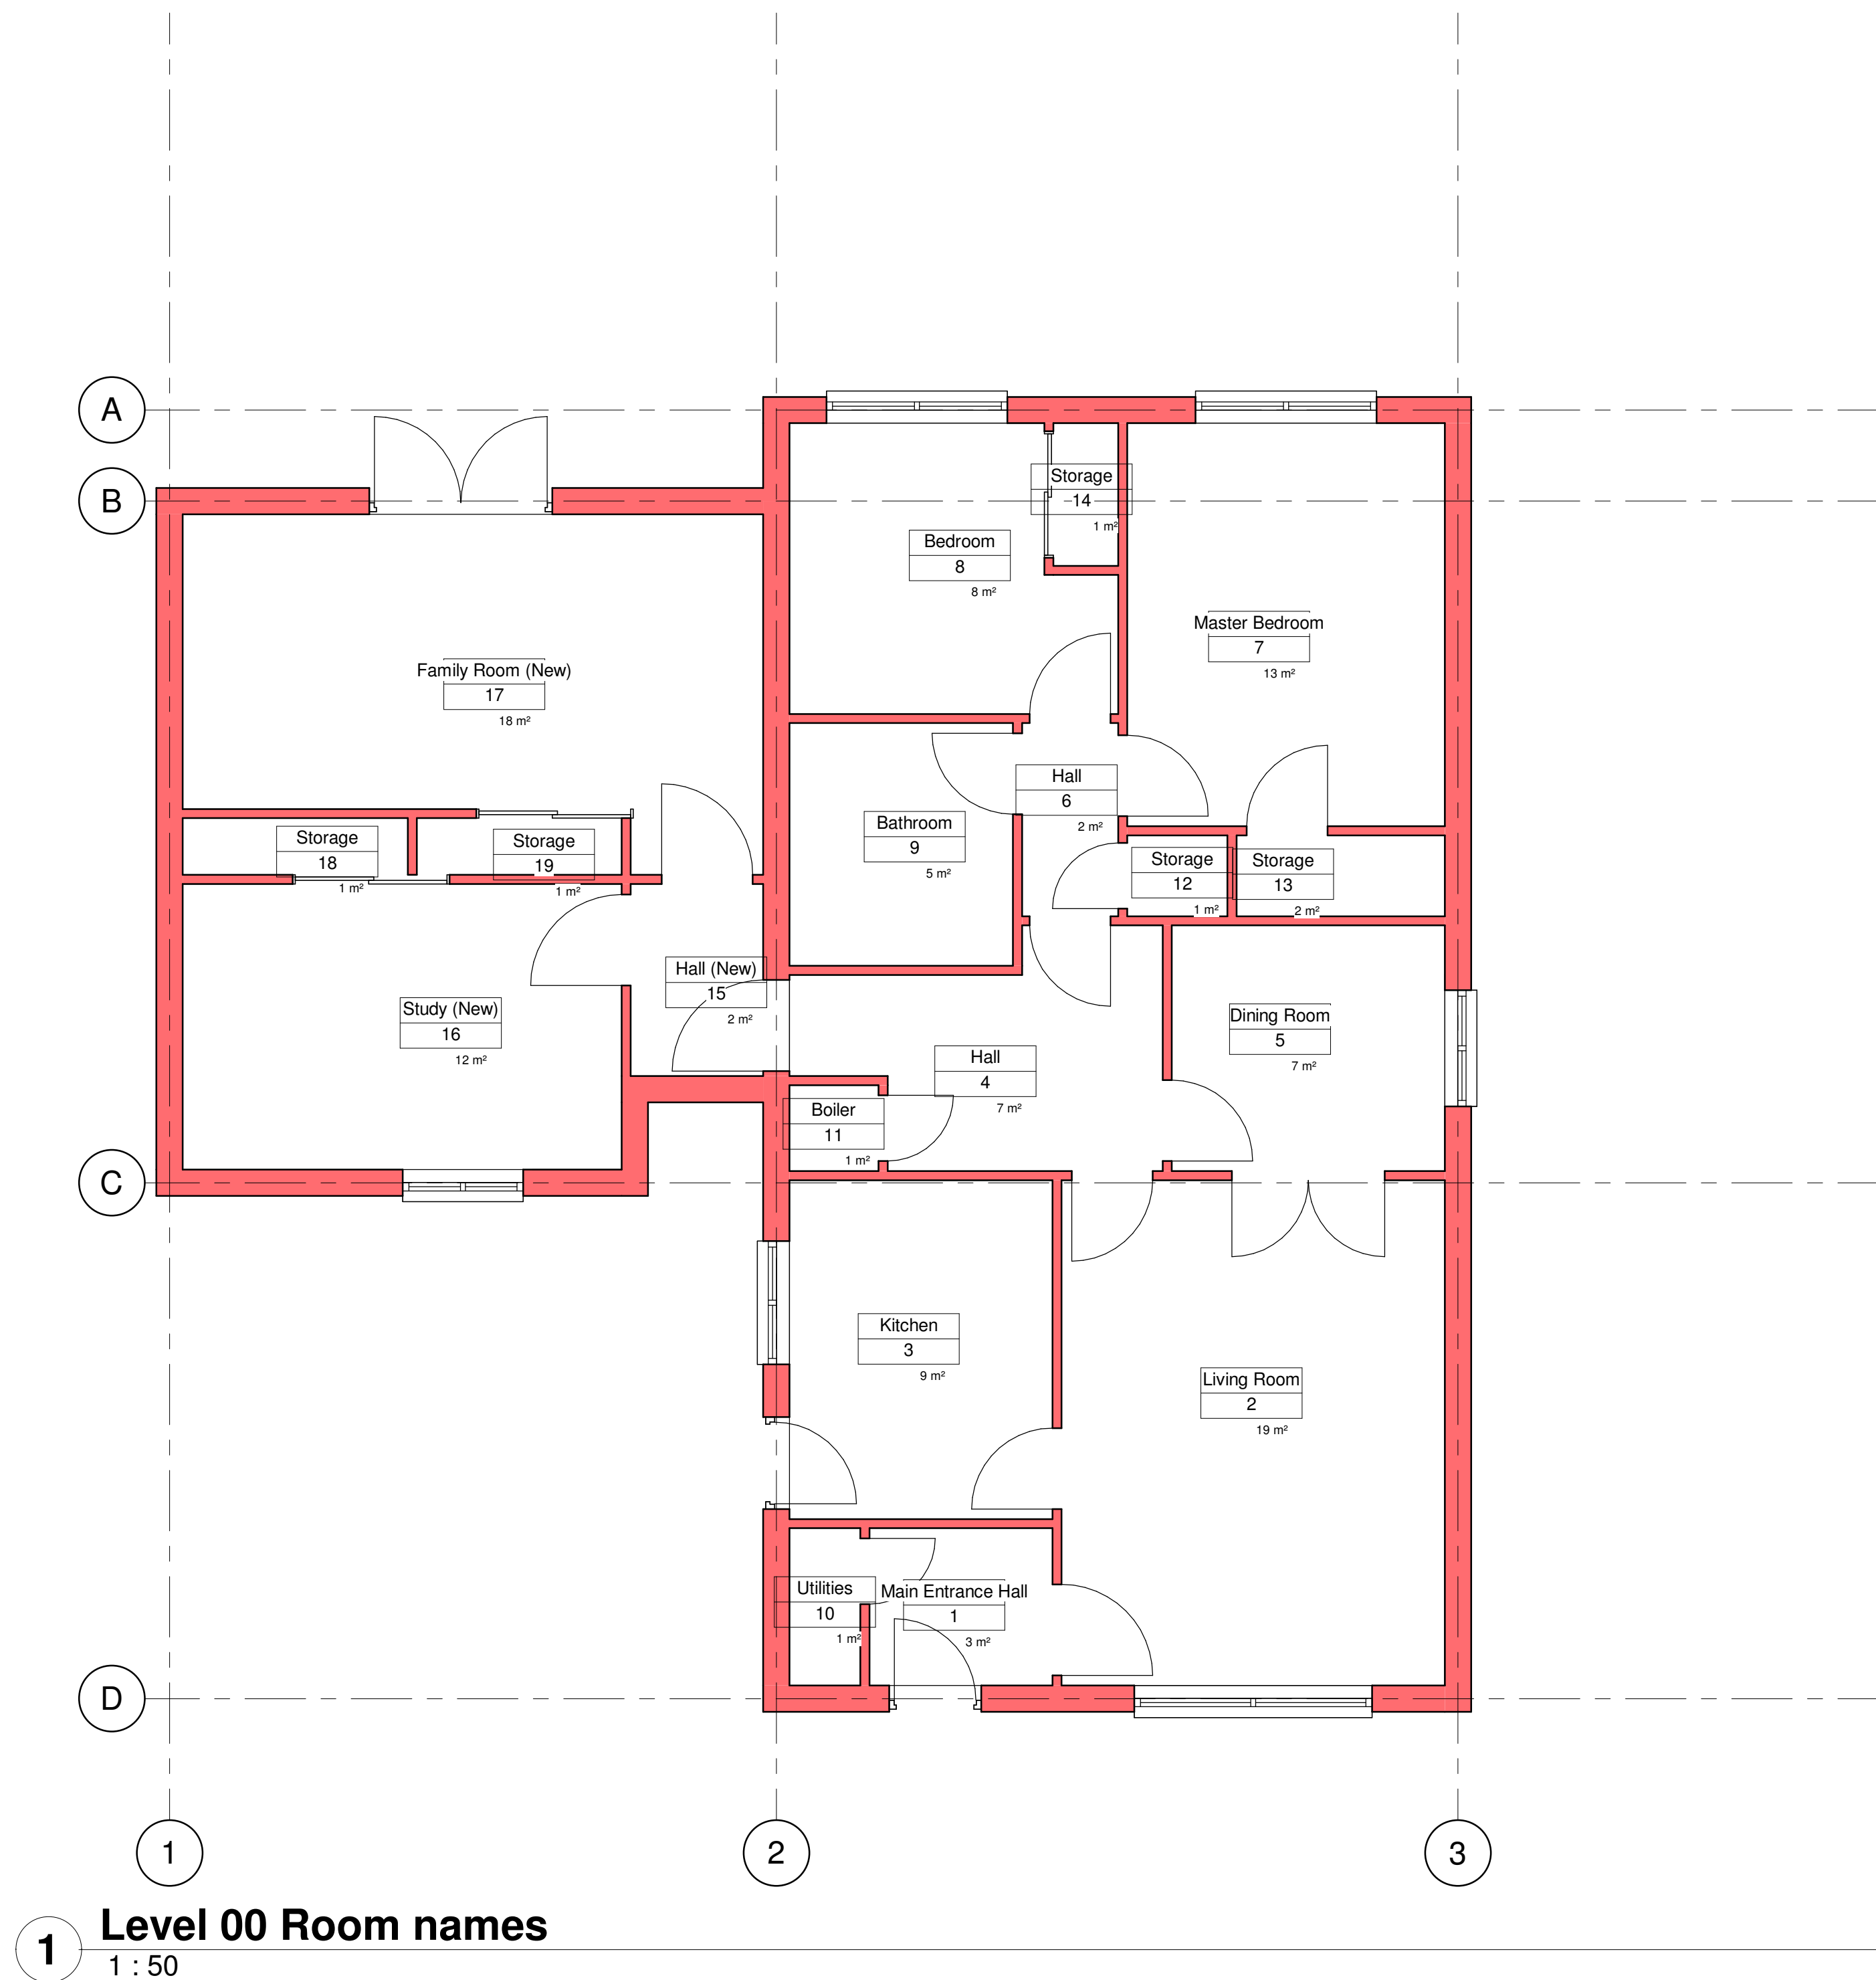 A
B
Storage
14
1 m²
Bedroom
8
8 m²
Master Bedroom
7
13 m²
Family Room (New)
17
18 m²
Hall
6
2 m²
Bathroom
9
5 m²
Storage
18
1 m²
Storage
19
1 m²
Storage
12
1 m²
Storage
13
2 m²
Hall (New)
15
2 m²
Study (New)
16
12 m²
Dining Room
5
7 m²
Hall
4
7 m²
Boiler
11
1 m²
C
Kitchen
3
9 m²
Living Room
2
19 m²
Utilities
10
1 m²
Main Entrance Hall
1
3 m²
D
1
2
3
1
Level 00 Room names
1 : 50